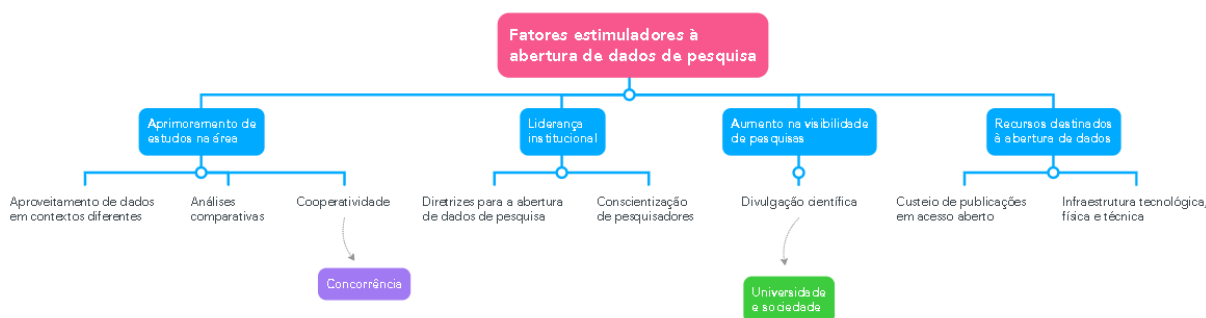 Fatores estimuladores à
abertura de dados de pesquisa
Aprimoramento de
estudos na área
Liderança
institucional
Aumento na visibilidade
de pesquisas
Recursos destinados
à abertura de dados
Aproveitamento de dados
em contextos diferentes
Análises
comparativas
Cooperatividade
Diretrizes para a abertura
de dados de pesquisa
Conscientização
de pesquisadores
Divulgação científica
Custeio de publicações
em acesso aberto
Infraestrutura tecnológica,
física e técnica
Concorrência
Universidade
e sociedade